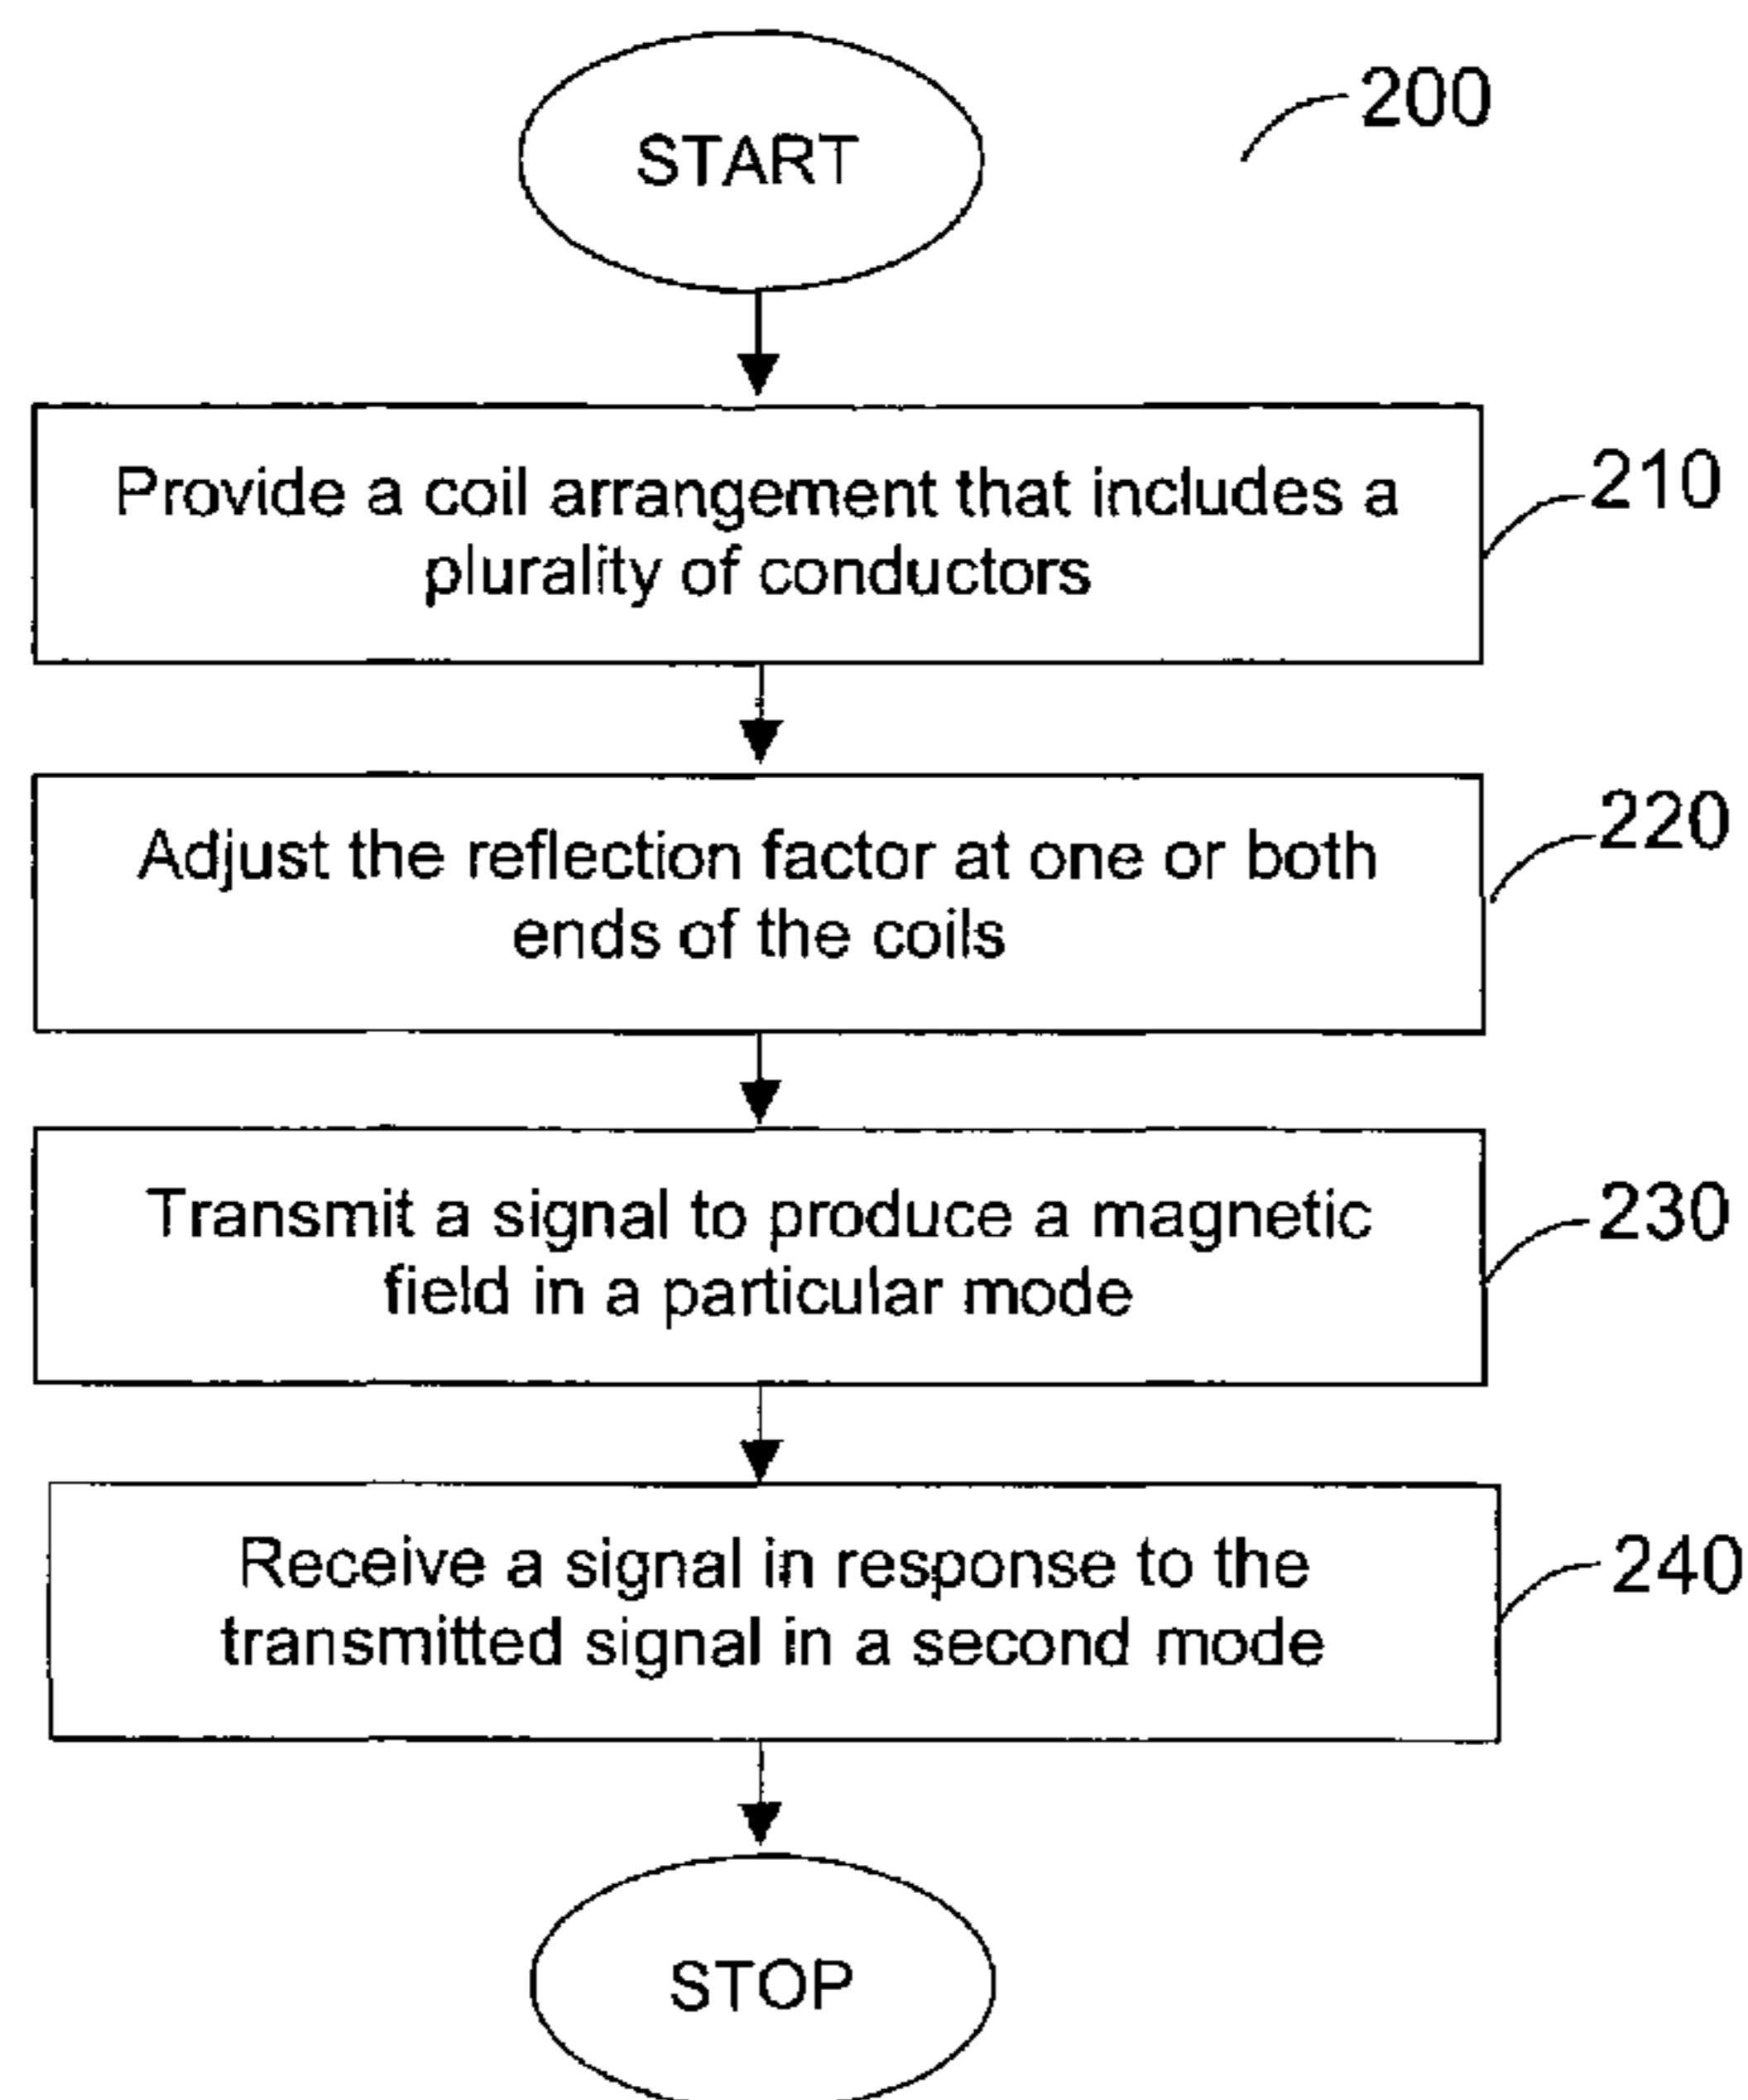 START
200
Provide a coil arrangement that includes a
plurality of conductors
210
Adjust the reflection factor at one or both
ends of the coils
220
Transmit a signal to produce a magnetic
field in a particular mode
230
Receive a signal in response to the
transmitted signal in a second mode
240
STOP